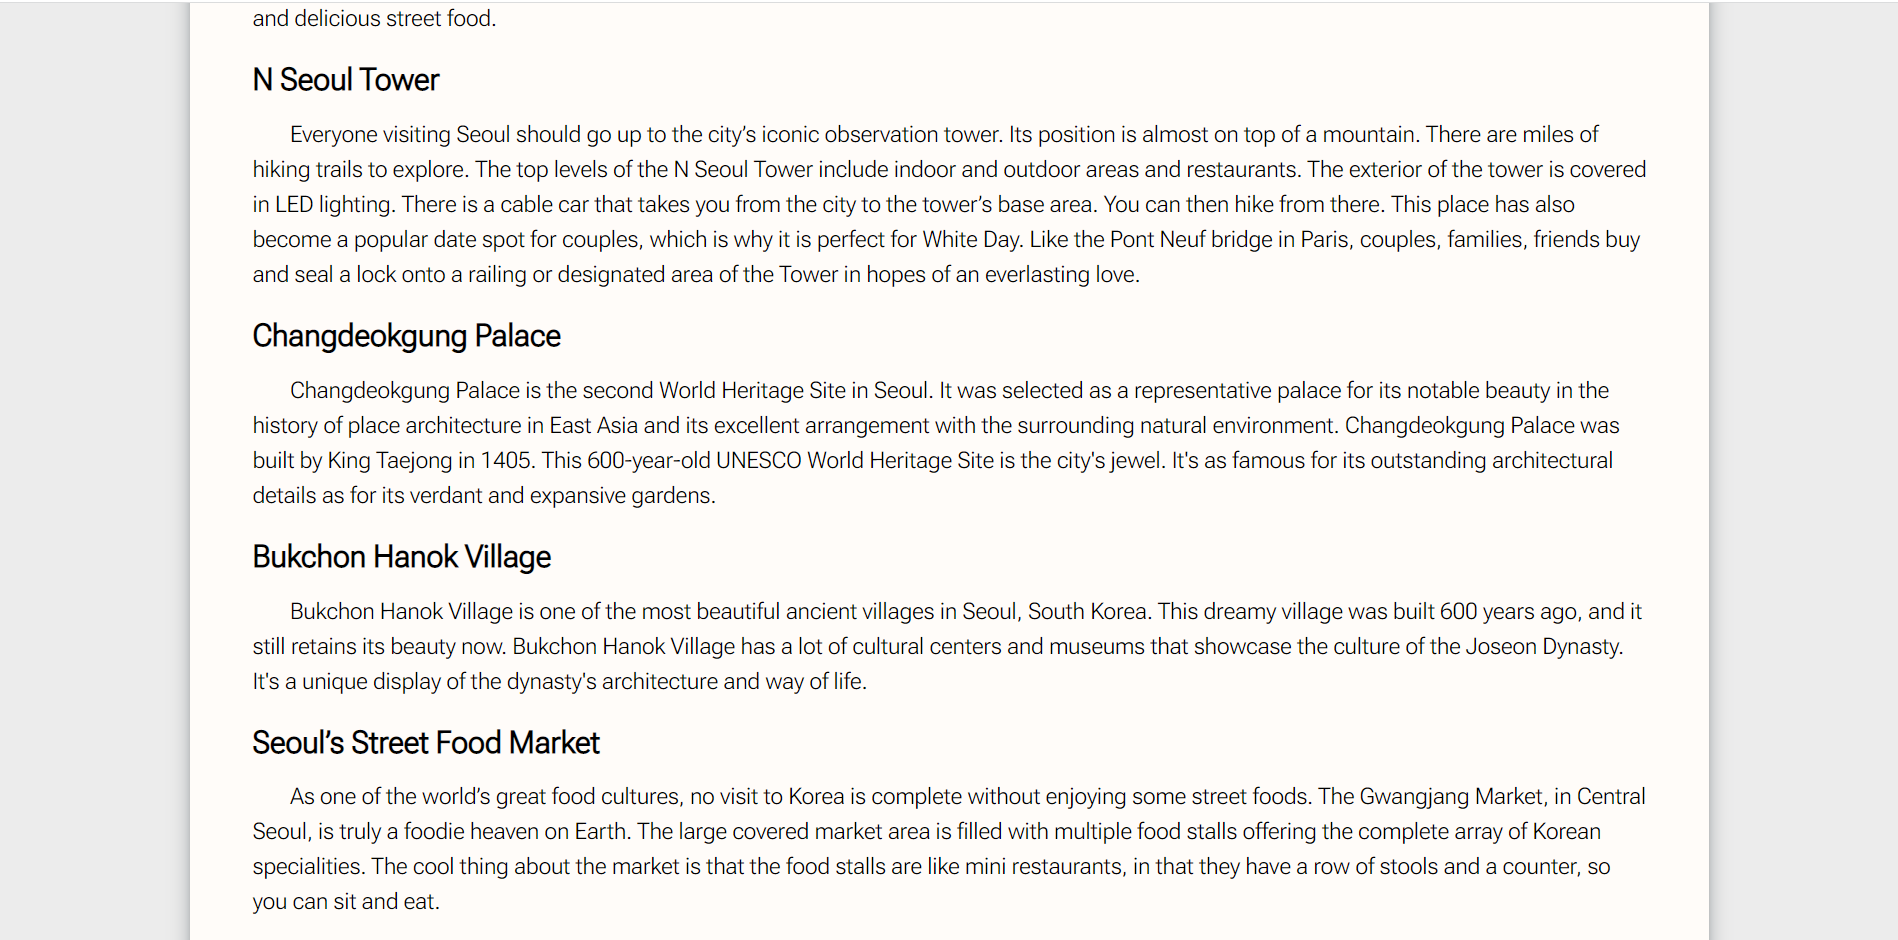 and delicious street food.
N Seoul Tower
Everyone visiting Seoul should go up to the city’s iconic observation tower. Its position is almost on top of a mountain. There are miles of
hiking trails to explore. The top levels of the N Seoul Tower include indoor and outdoor areas and restaurants. The exterior of the tower is covered
in LED lighting. There is a cable car that takes you from the city to the tower’s base area. You can then hike from there. This place has also
become a popular date spot for couples, which is why it is perfect for White Day. Like the Pont Neuf bridge in Paris, couples, families, friends buy
and seal a lock onto a railing or designated area of the Tower in hopes of an everlasting love.
Changdeokgung Palace
Changdeokgung Palace is the second World Heritage Site in Seoul. It was selected as a representative palace for its notable beauty in the
history of place architecture in East Asia and its excellent arrangement with the surrounding natural environment. Changdeokgung Palace was
built by King Taejong in 1405. This 600-year-old UNESCO World Heritage Site is the city's jewel. It's as famous for its outstanding architectural
details as for its verdant and expansive gardens.
Bukchon Hanok Village
Bukchon Hanok Village is one of the most beautiful ancient villages in Seoul, South Korea. This dreamy village was built 600 years ago, and it
still retains its beauty now. Bukchon Hanok Village has a lot of cultural centers and museums that showcase the culture of the Joseon Dynasty.
It's a unique display of the dynasty's architecture and way of life.
Seoul’s Street Food Market
As one of the world’s great food cultures, no visit to Korea is complete without enjoying some street foods. The Gwangjang Market, in Central
Seoul, is truly a foodie heaven on Earth. The large covered market area is filled with multiple food stalls offering the complete array of Korean
specialities. The cool thing about the market is that the food stalls are like mini restaurants, in that they have a row of stools and a counter, so
you can sit and eat.